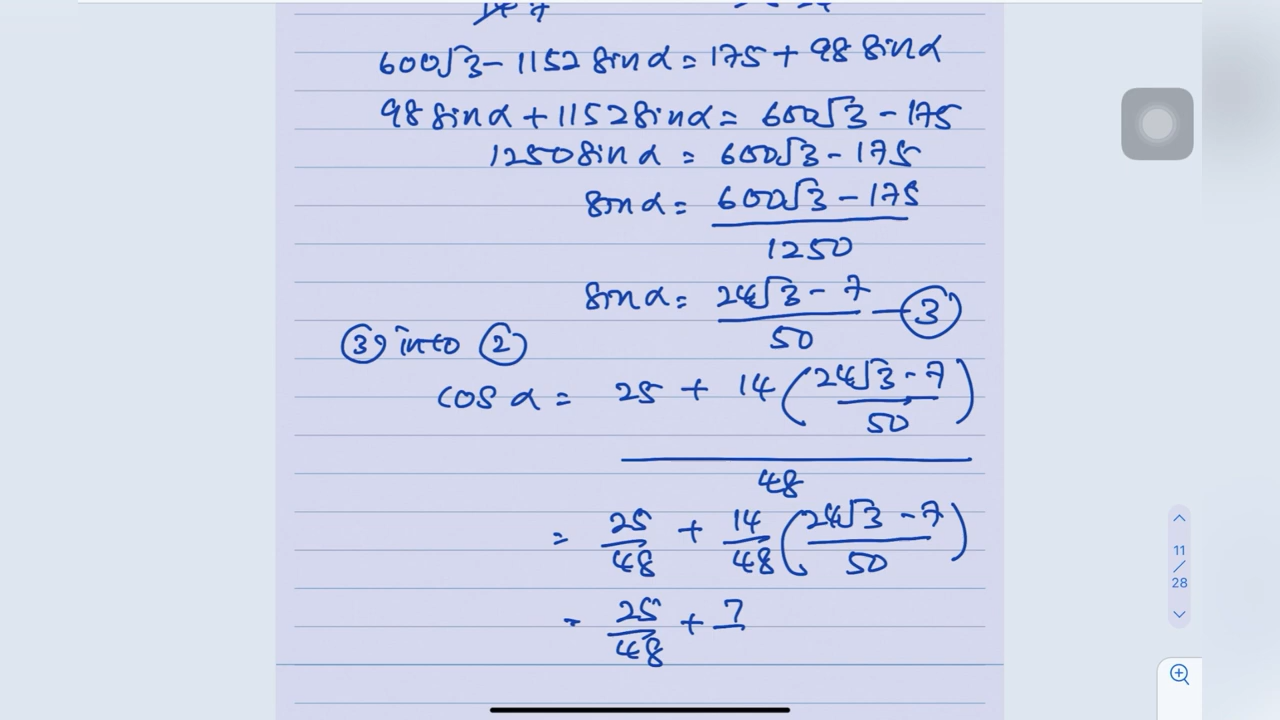 600√3 - 1152 sin α = 175 + 98 sin α
98 sin α + 1152 sin α = 600√3 - 175
1250 sin α = 600√3 - 175
sin α = (600√3 - 175)/1250
sin α = (24√3 - 7)/50 — ③
③ into ②
cos α = (25 + 14((24√3 - 7)/50))/48
= 25/48 + 14/48((24√3 - 7)/50)
= 25/48 + 7
11
/
28